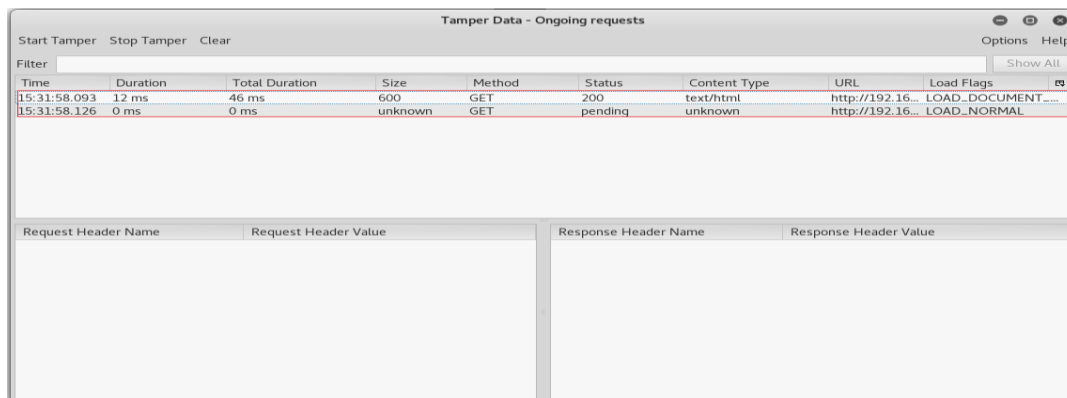 Tamper Data - Ongoing requests
Start Tamper Stop Tamper Clear Options Help
Filter Show All
Time Duration Total Duration Size Method Status Content Type URL Load Flags
15:31:58.093 12 ms 46 ms 600 GET 200 text/html http://192.16... LOAD_DOCUMENT_...
15:31:58.126 0 ms 0 ms unknown GET pending unknown http://192.16... LOAD_NORMAL
Request Header Name Request Header Value Response Header Name Response Header Value